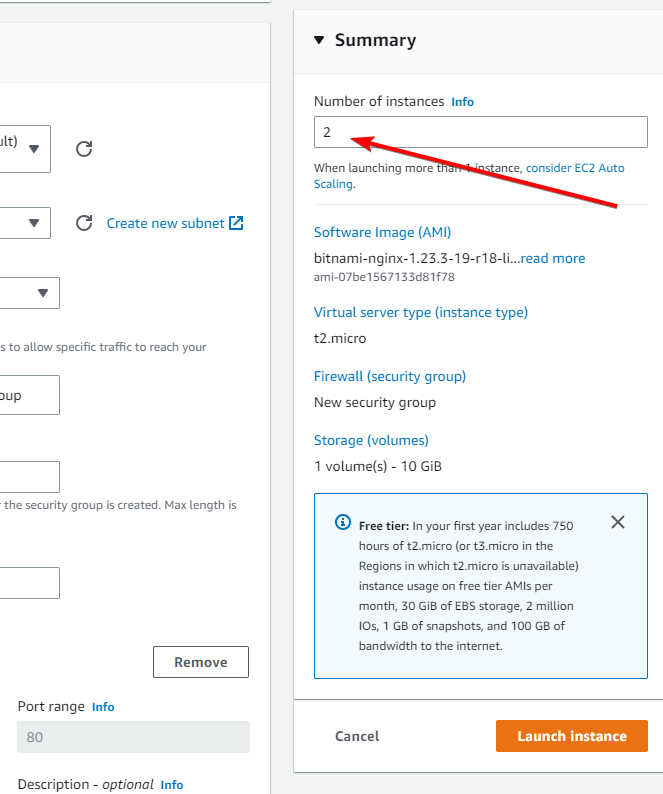 ult)
Create new subnet
s to allow specific traffic to reach your
oup
r the security group is created. Max length is
Remove
Port range Info
80
Description - optional Info
▼ Summary
Number of instances Info
2
When launching more than 1 instance, consider EC2 Auto
Scaling.
Software Image (AMI)
bitnami-nginx-1.23.3-19-r18-li...read more
ami-07be1567133d81f78
Virtual server type (instance type)
t2.micro
Firewall (security group)
New security group
Storage (volumes)
1 volume(s) - 10 GiB
Free tier: In your first year includes 750
hours of t2.micro (or t3.micro in the
Regions in which t2.micro is unavailable)
instance usage on free tier AMIs per
month, 30 GiB of EBS storage, 2 million
IOs, 1 GB of snapshots, and 100 GB of
bandwidth to the internet.
Cancel
Launch instance